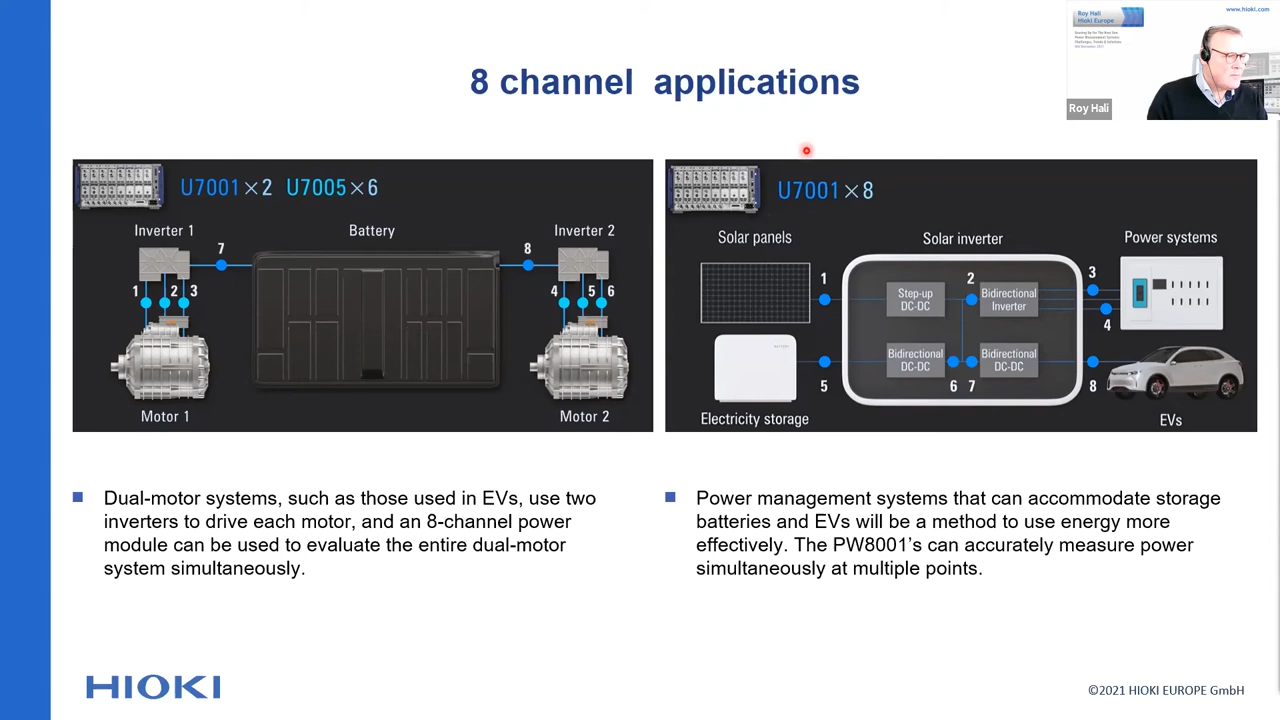 www.hioki.com
Roy Hali
Hioki Europe
Roy Hali
8 channel applications
U7001×2 U7005×6
Inverter 1
Battery
Inverter 2
7
8
1 2 3
4 5 6
Motor 1
Motor 2
U7001×8
Solar panels
Solar inverter
Power systems
1
2
3
Step-up
DC-DC
Bidirectional
Inverter
4
Bidirectional
DC-DC
Bidirectional
DC-DC
5
6 7
8
Electricity storage
EVs
Dual-motor systems, such as those used in EVs, use two
inverters to drive each motor, and an 8-channel power
module can be used to evaluate the entire dual-motor
system simultaneously.
Power management systems that can accommodate storage
batteries and EVs will be a method to use energy more
effectively. The PW8001’s can accurately measure power
simultaneously at multiple points.
HIOKI
©2021 HIOKI EUROPE GmbH